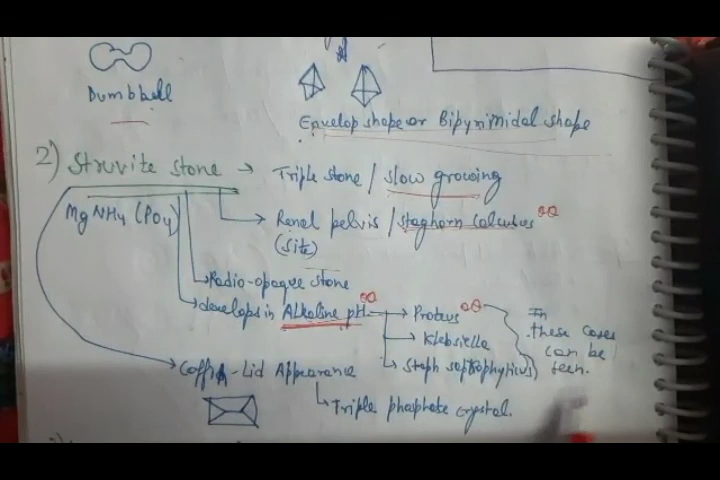 Dumbbell
Envelop shape or Bipyrimidal shape
2) Struvite stone → Triple stone / slow growing
MgNH4 (PO4)
Renal pelvis / staghorn calculus
(site)
Radio-opaque stone
develops in Alkaline pH → Proteus
Klebsiella
Staph saprophyticus
In these cases can be seen.
Coffin-Lid Appearance
Triple phosphate crystal.